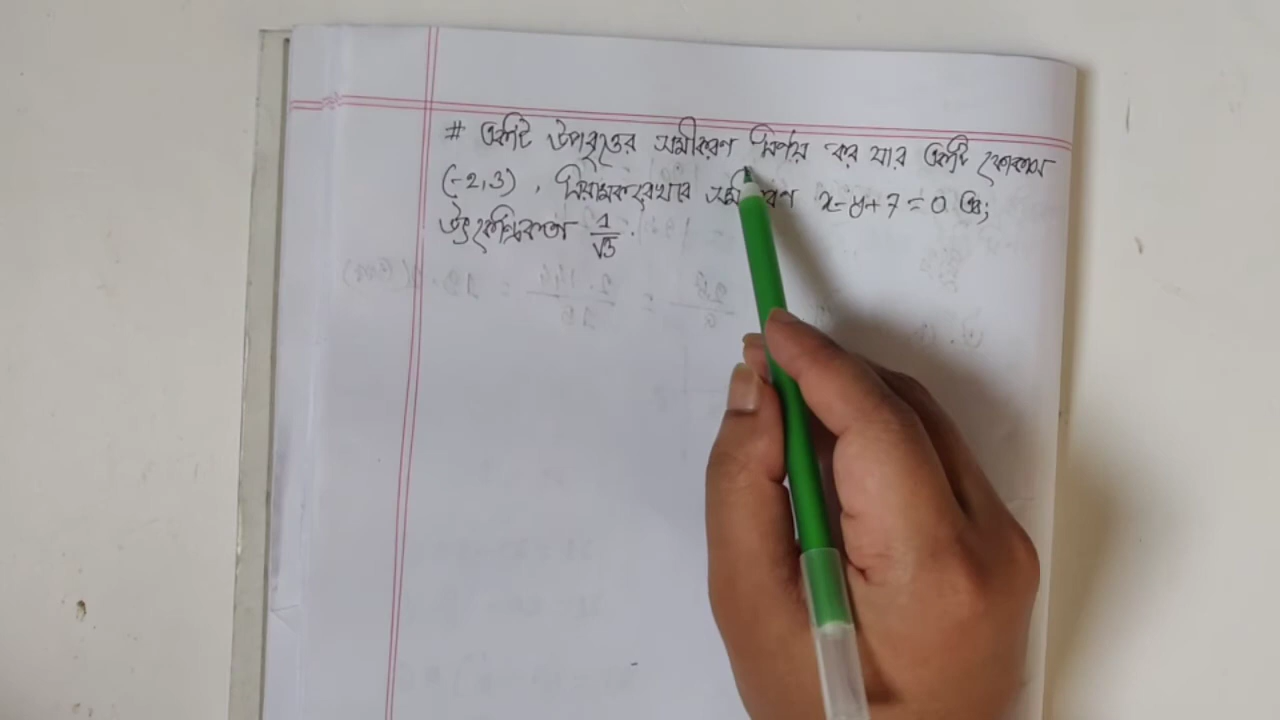 # একটি উপবৃত্তের সমীকরণ নির্ণয় কর যার একটি ফোকাস
(-2,3) , নিয়ামকরেখার সমীকরণ x-y+7=0 এবং
উৎকেন্দ্রিকতা 1/√3 .